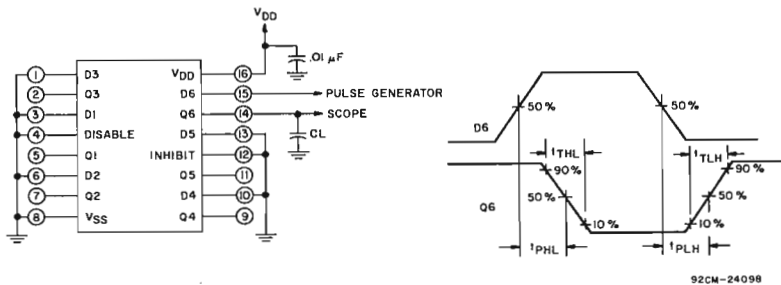 VDD
.01 µF
1 D3 VDD 16
2 Q3 D6 15 PULSE GENERATOR
3 D1 Q6 14 SCOPE
4 DISABLE D5 13 CL
5 Q1 INHIBIT 12
6 D2 Q5 11
7 Q2 D4 10
8 VSS Q4 9
50% 50%
D6
tTHL tTLH
90% 90%
50% 50%
Q6
10% 10%
tPHL tPLH
92CM-24098